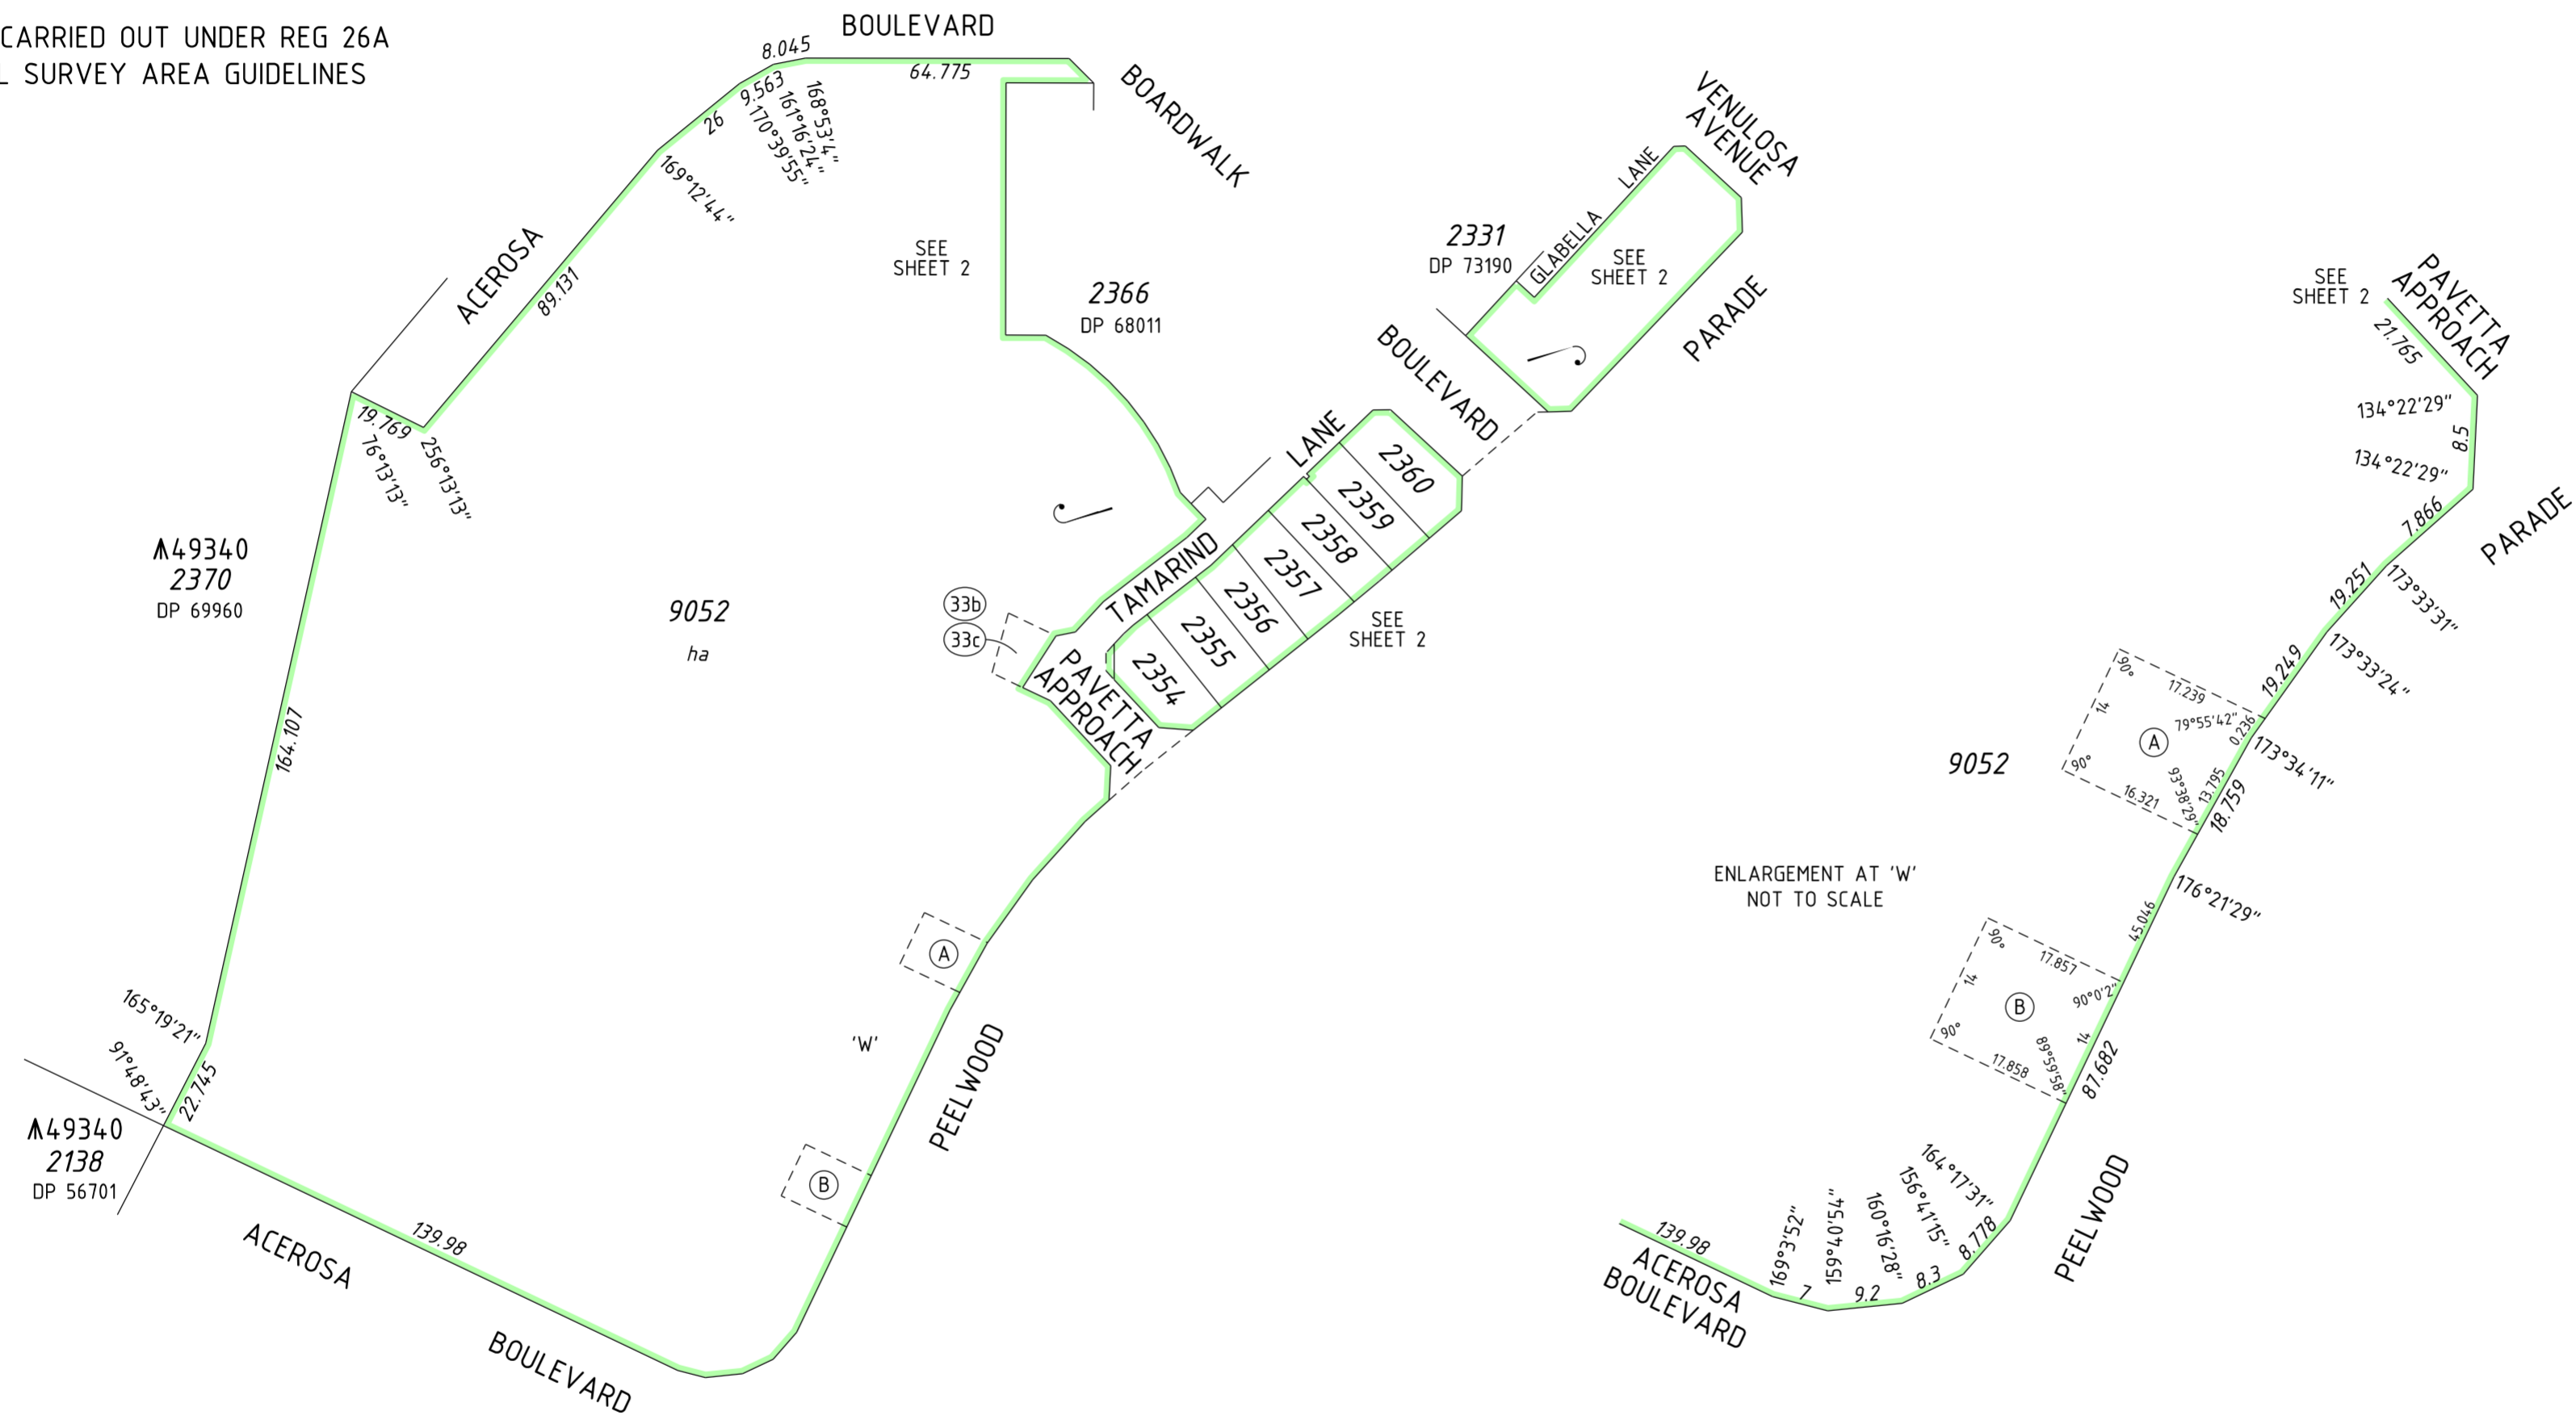 CARRIED OUT UNDER REG 26A
L SURVEY AREA GUIDELINES
BOULEVARD
8.045
64.775
9.563
168°53'4"
161°16'24"
170°39'55"
26
169°12'44"
BOARDWALK
ACEROSA
89.131
SEE
SHEET 2
2366
DP 68011
19.769
76°13'13"
256°13'13"
49340
2370
DP 69960
9052
ha
33b
33c
164.107
165°19'21"
91°48'43"
22.745
49340
2138
DP 56701
139.98
ACEROSA
BOULEVARD
'W'
A
B
PEELWOOD
TAMARIND
LANE
PAVETTA
APPROACH
2354
2355
2356
2357
2358
2359
2360
SEE
SHEET 2
BOULEVARD
2331
DP 73190
GLABELLA
LANE
SEE
SHEET 2
VENULOSA
AVENUE
PARADE
SEE
SHEET 2
PAVETTA
APPROACH
21.765
134°22'29"
8.5
134°22'29"
7.866
PARADE
19.251
173°33'31"
19.249
173°33'24"
90°
17.239
14
79°55'42"
0.236
A
173°34'11"
90°
93°38'29"
13.795
16.321
18.759
9052
ENLARGEMENT AT 'W'
NOT TO SCALE
176°21'29"
45.046
90°
17.857
14
90°0'2"
B
90°
89°59'58"
14
17.858
87.682
164°17'31"
156°41'15"
160°16'28"
159°40'54"
169°3'52"
8.778
8.3
9.2
7
139.98
ACEROSA
BOULEVARD
PEELWOOD